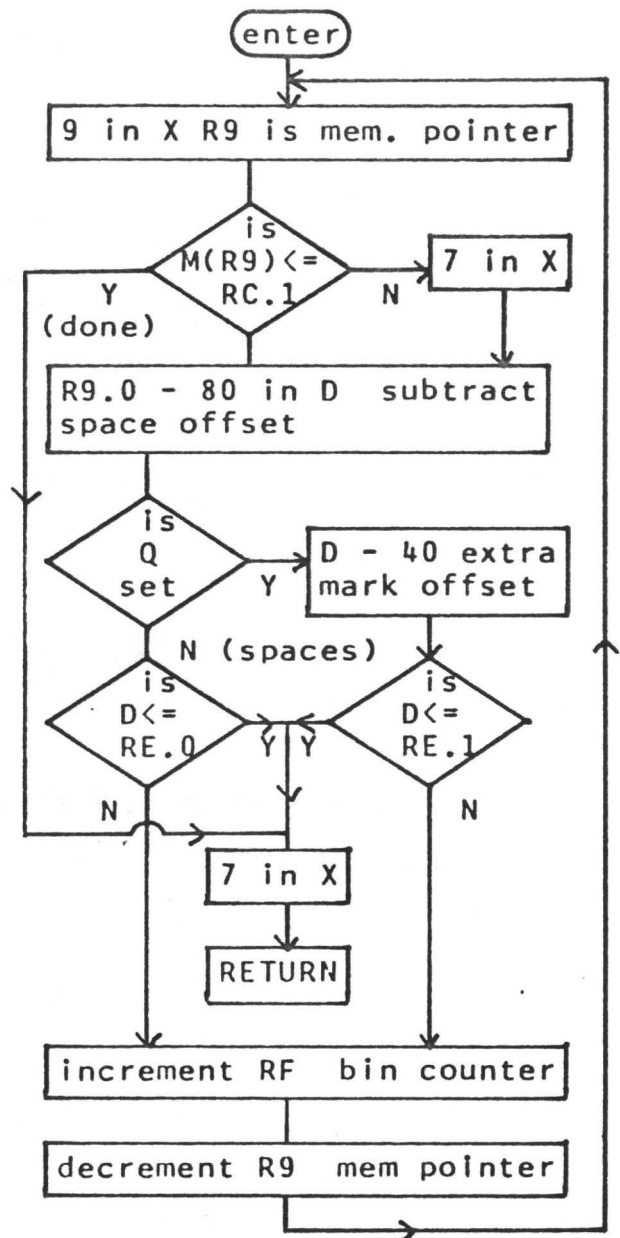 enter
9 in X R9 is mem. pointer
is
M(R9)<=
RC.1
Y
(done)
N
7 in X
R9.0 - 80 in D subtract
space offset
is
Q
set
Y
D - 40 extra
mark offset
N (spaces)
is
D<=
RE.0
Y
Y
is
D<=
RE.1
N
N
7 in X
RETURN
increment RF bin counter
decrement R9 mem pointer